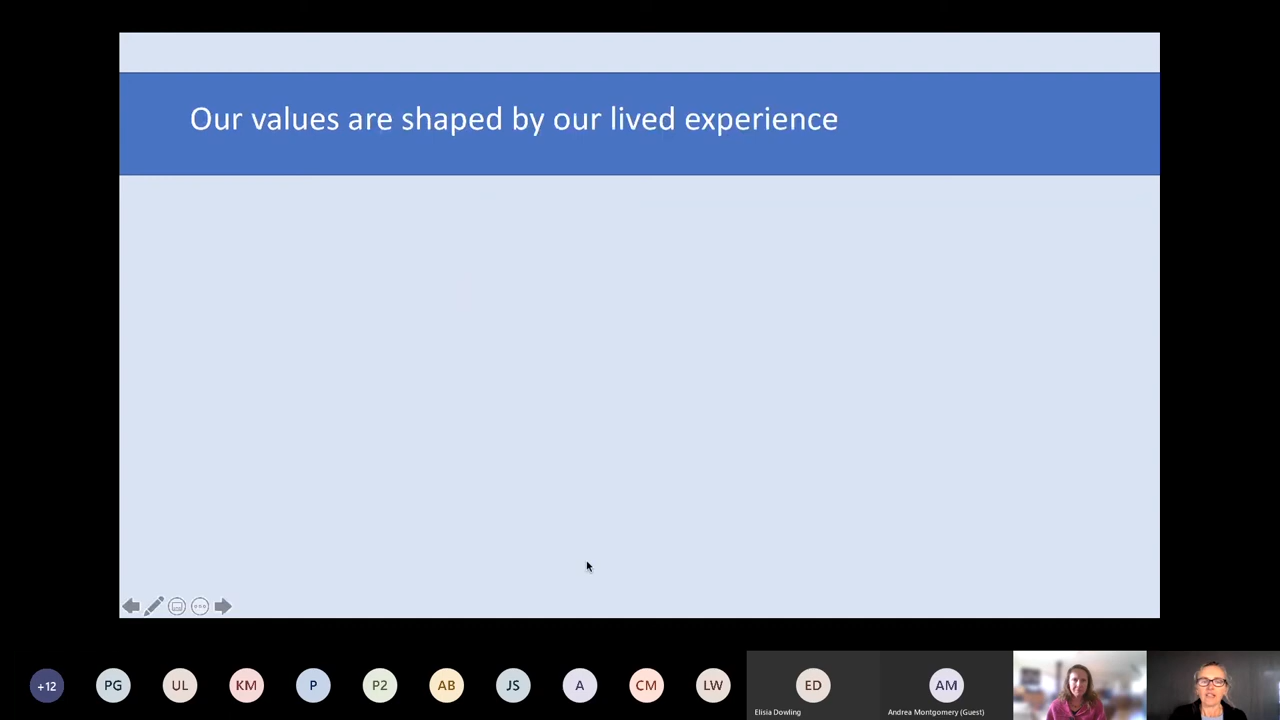 Our values are shaped by our lived experience
+12
PG
UL
KM
P
P2
AB
JS
A
CM
LW
ED
AM
Elisia Dowling
Andrea Montgomery (Guest)